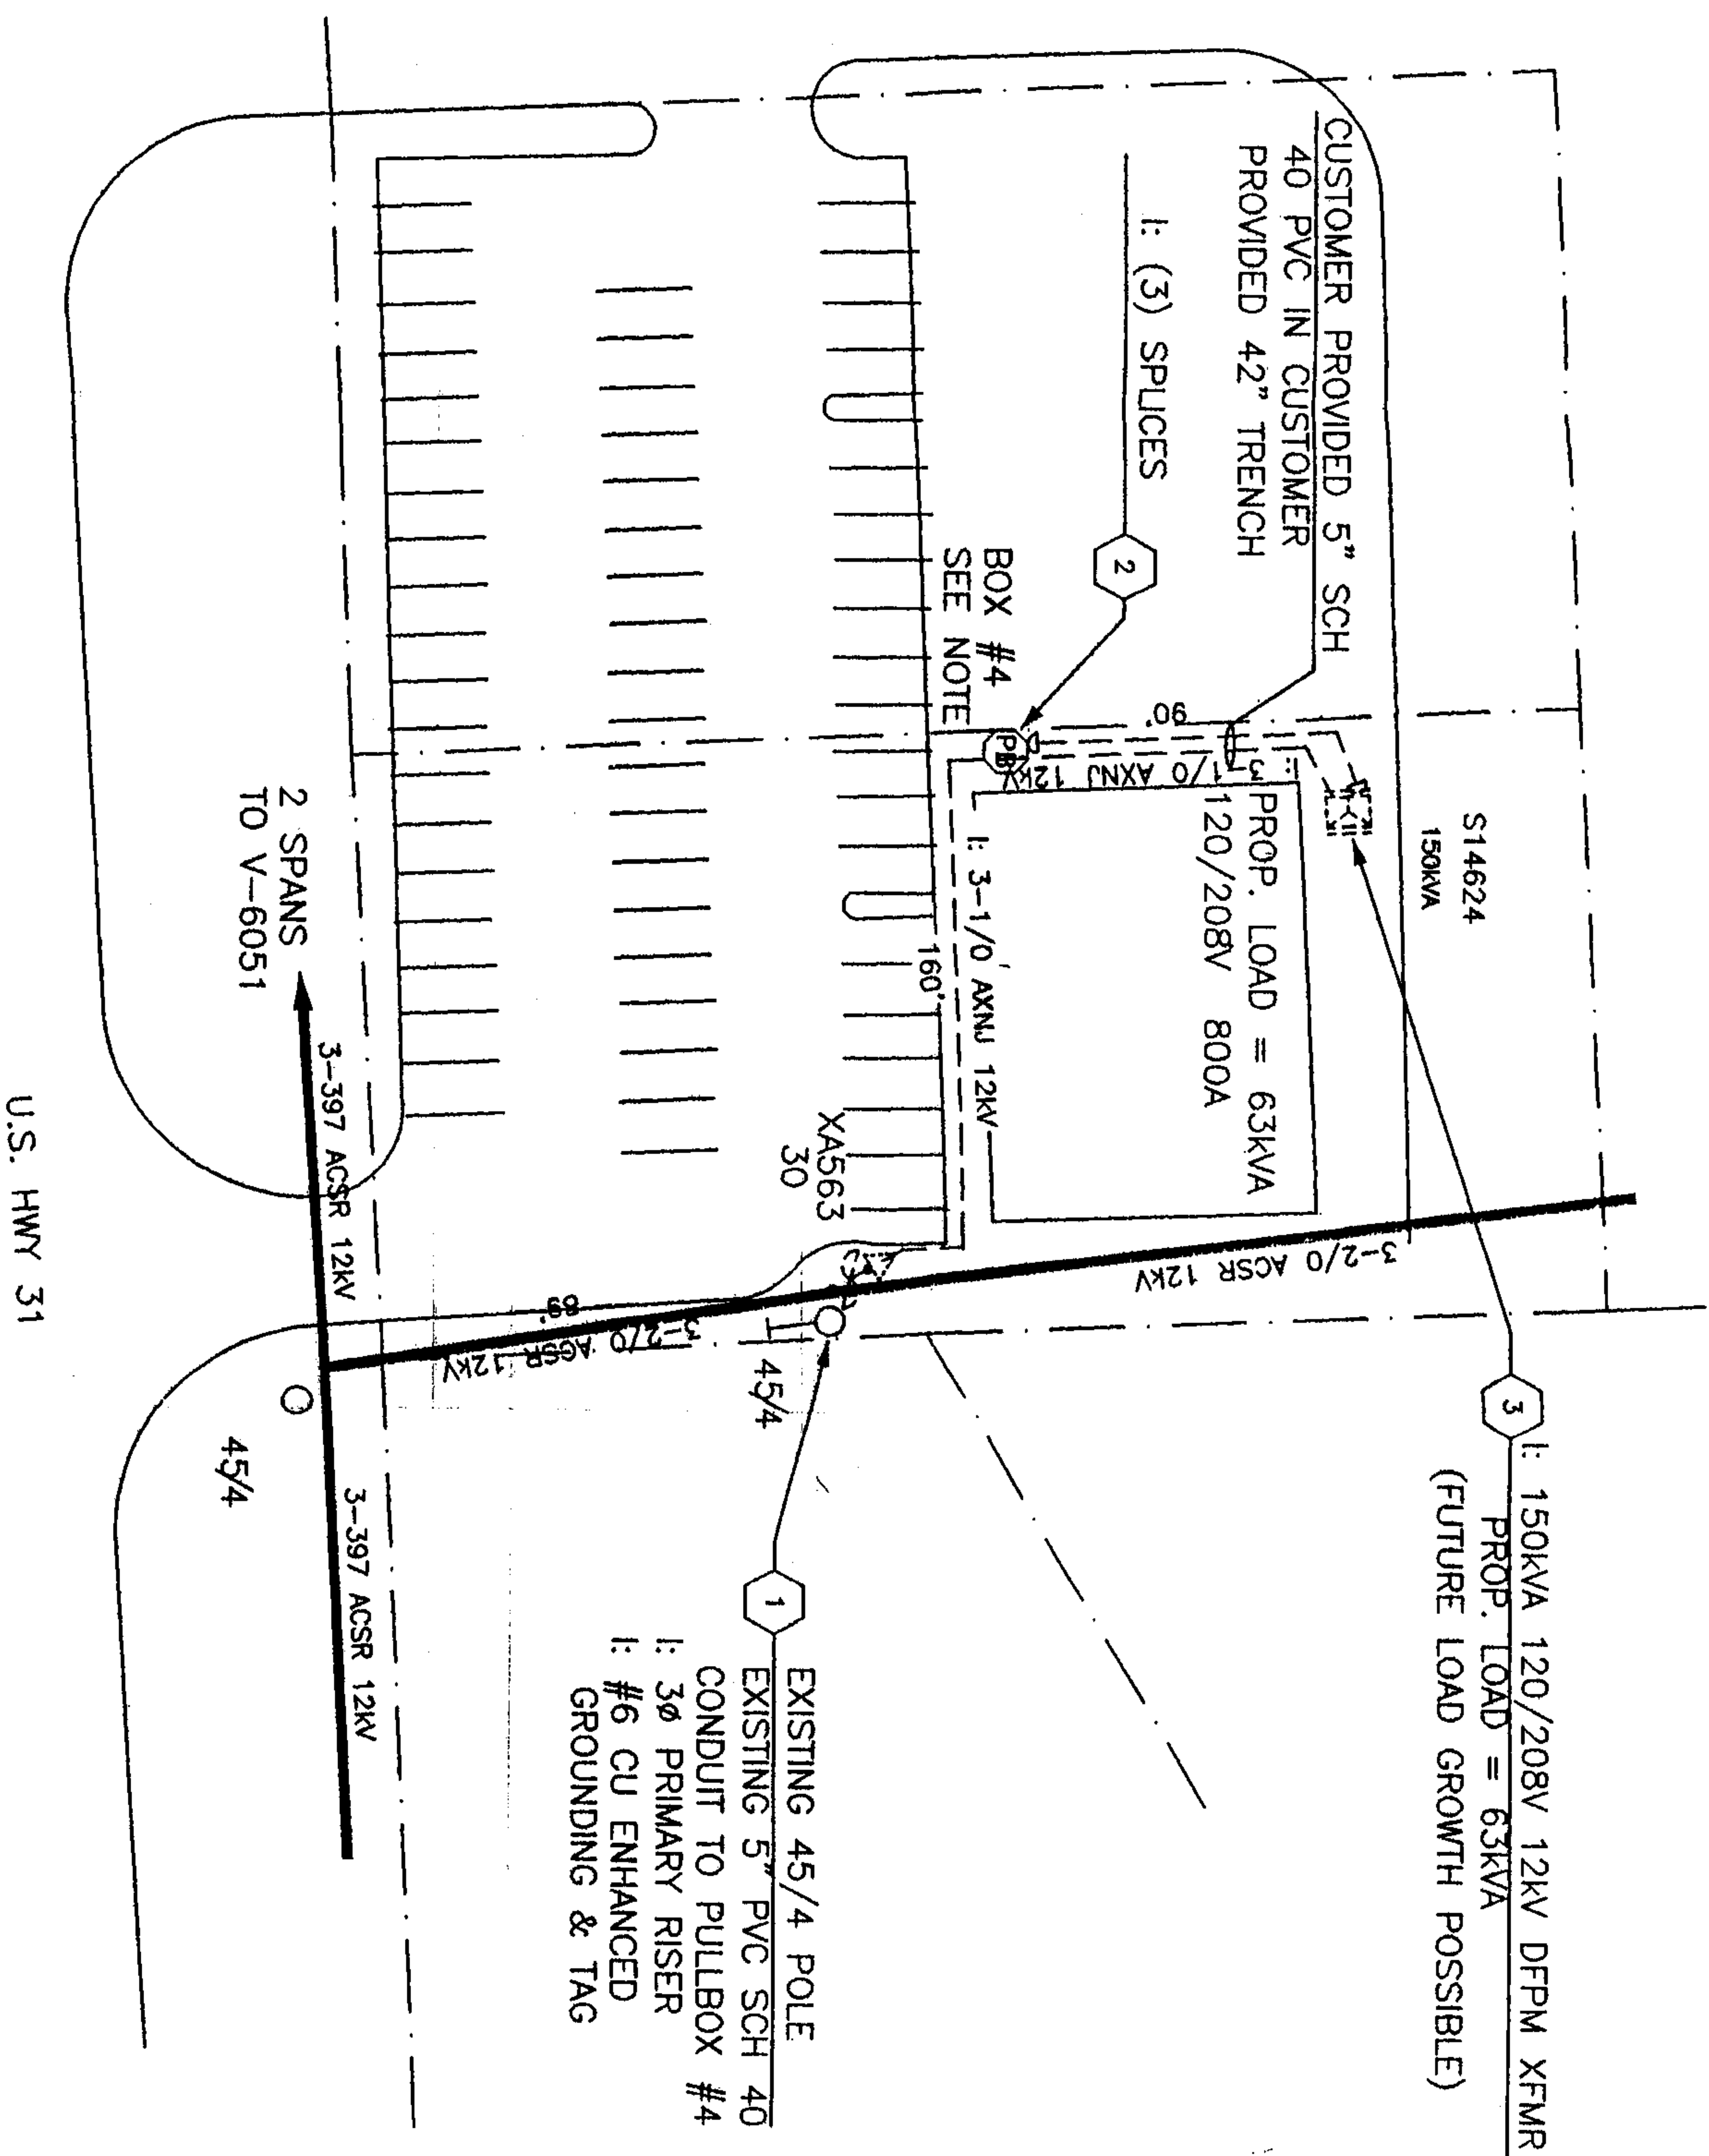 CUSTOMER PROVIDED 5" SCH
40 PVC IN CUSTOMER
PROVIDED 42" TRENCH
I: (3) SPLICES
2
BOX #4
SEE NOTE
PB
90'
I: 3-1/0 AXNJ 12kV
S14624
150kVA
PROP. LOAD = 63kVA
120/208V 800A
I: 3-1/0 AXNJ 12kV
160'
XA563
30
3-2/0 ACSR 12kV
3
I: 150kVA 120/208V 12kV DFPM XFMR
PROP. LOAD = 63kVA
(FUTURE LOAD GROWTH POSSIBLE)
1
EXISTING 45/4 POLE
EXISTING 5" PVC SCH 40
CONDUIT TO PULLBOX #4
I: 3ø PRIMARY RISER
I: #6 CU ENHANCED
GROUNDING & TAG
45/4
89'
3-2/0 ACSR 12kV
2 SPANS
TO V-6051
3-397 ACSR 12kV
3-397 ACSR 12kV
45/4
U.S. HWY 31